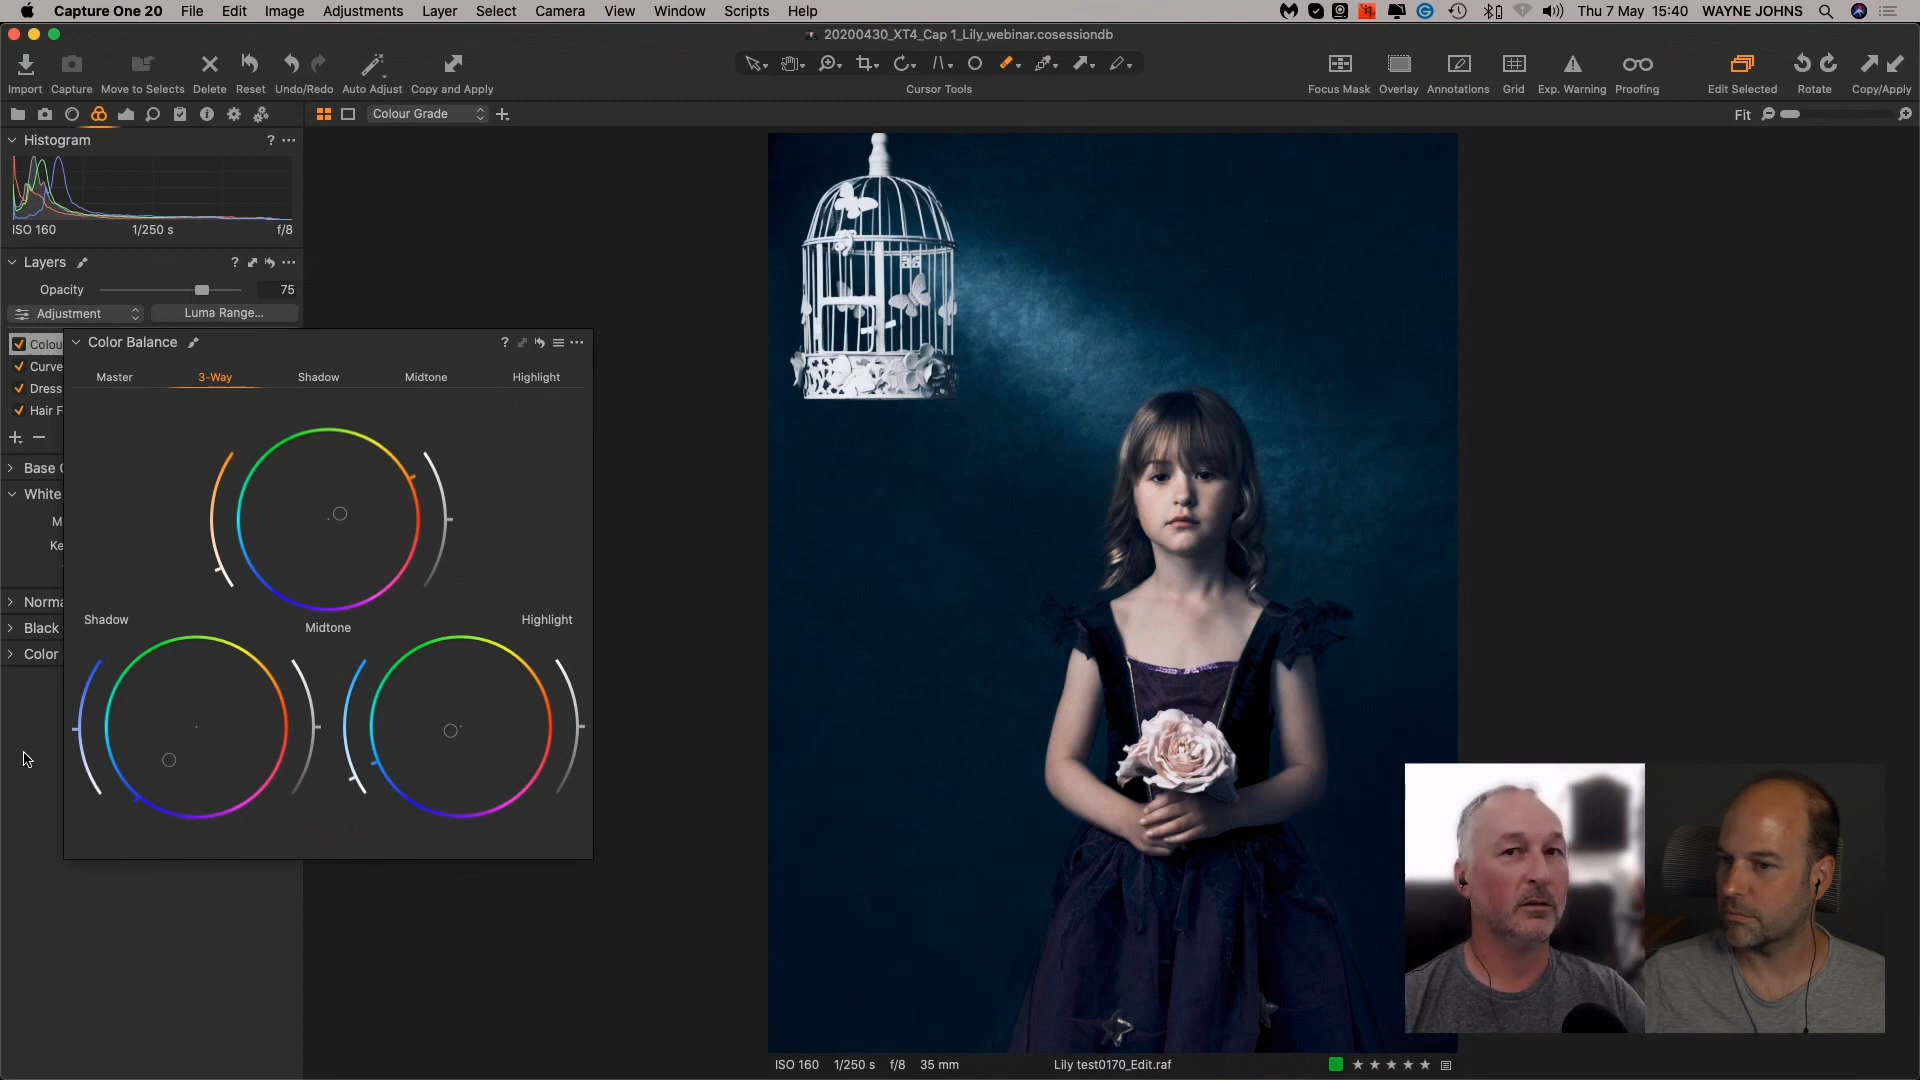 Capture One 20 File Edit Image Adjustments Layer Select Camera View Window Scripts Help Thu 7 May 15:40 WAYNE JOHNS
20200430_XT4_Cap 1_Lily_webinar.cosessiondb
Import Capture Move to Selects Delete Reset Undo/Redo Auto Adjust Copy and Apply Cursor Tools Focus Mask Overlay Annotations Grid Exp. Warning Proofing Edit Selected Rotate Copy/Apply
Colour Grade Fit
Histogram ?
ISO 160 1/250 s f/8
Layers ?
Opacity 75
Adjustment Luma Range...
Colou
Curve
Dress
Hair F
Base
White
M
Ke
Norma
Black
Color
Color Balance ?
Master 3-Way Shadow Midtone Highlight
Shadow Midtone Highlight
ISO 160 1/250 s f/8 35 mm Lily test0170_Edit.raf